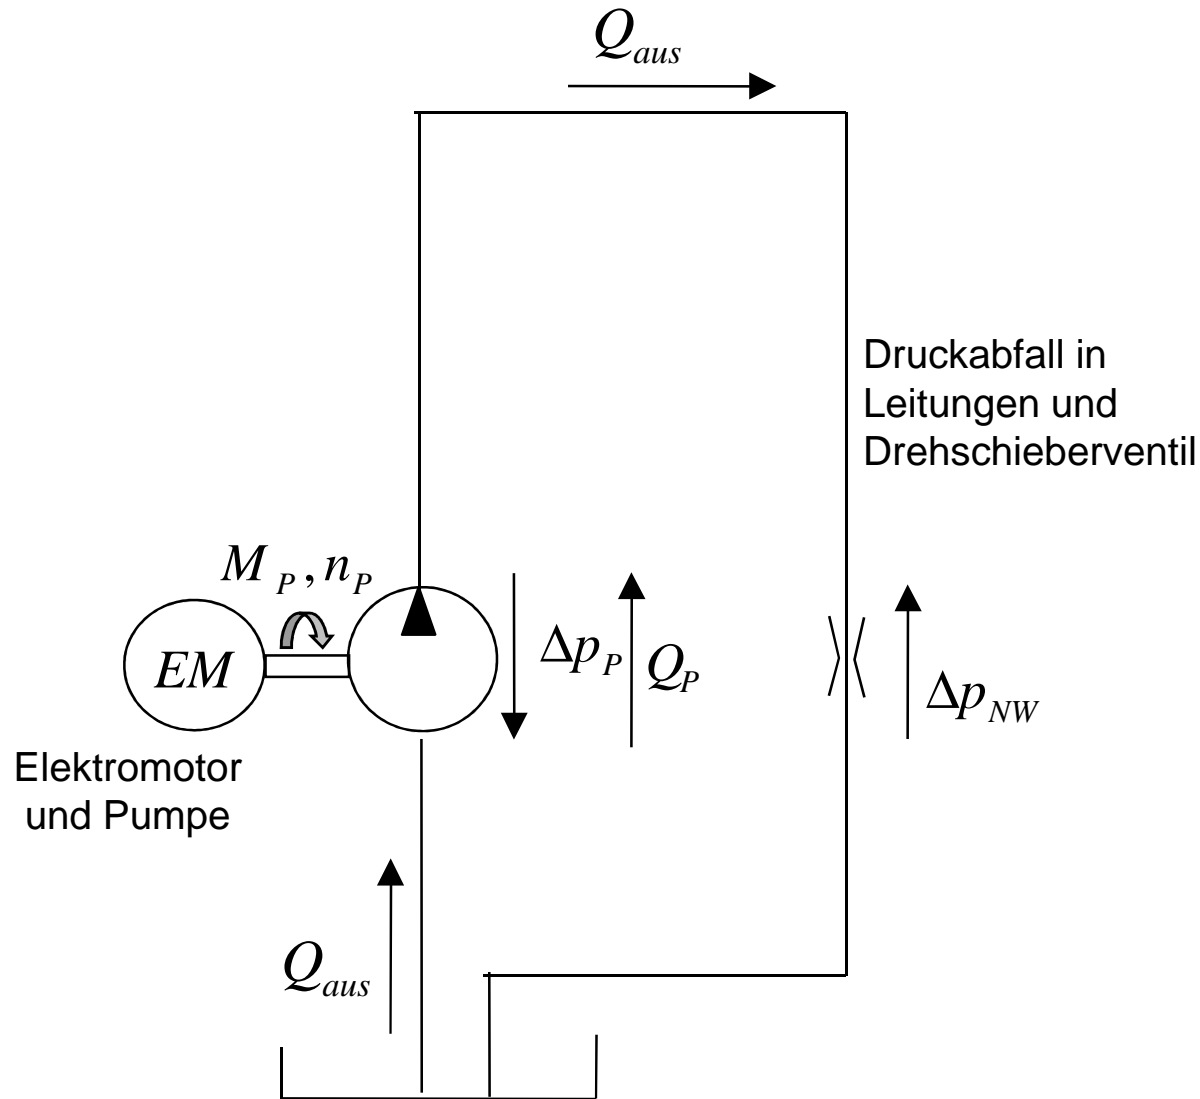 Q_aus
Druckabfall in
Leitungen und
Drehschieberventil
M_P, n_P
EM
Δp_P
Q_P
Δp_NW
Elektromotor
und Pumpe
Q_aus